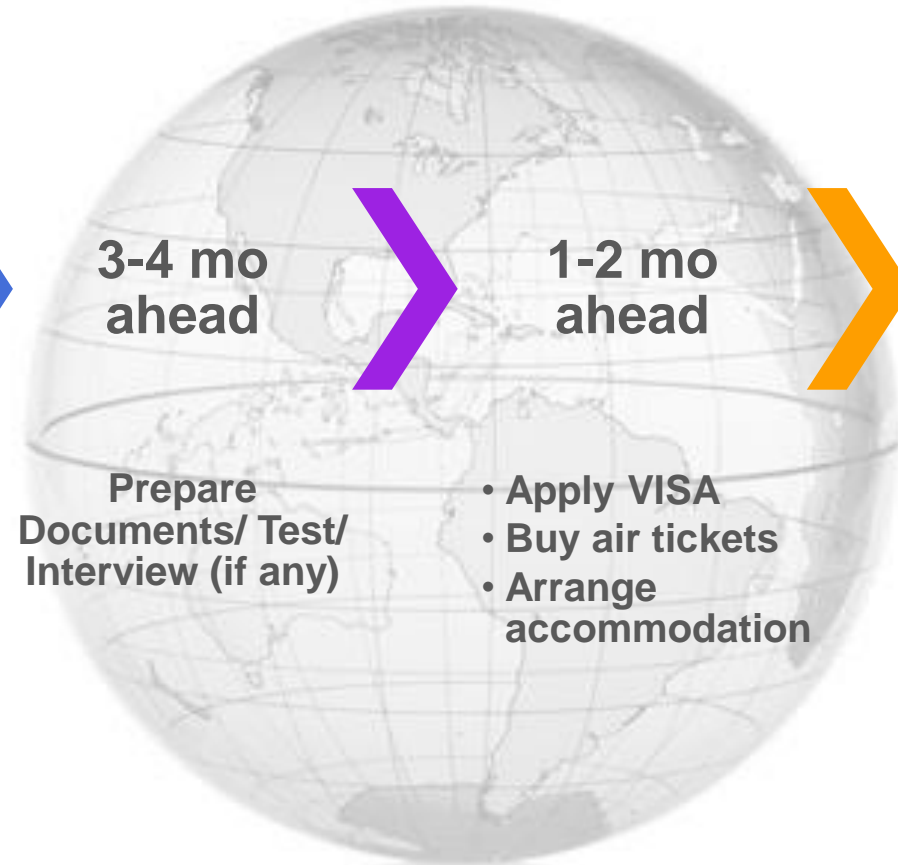 3-4 mo
ahead
1-2 mo
ahead
Prepare
Documents/ Test/
Interview (if any)
• Apply VISA
• Buy air tickets
• Arrange
accommodation